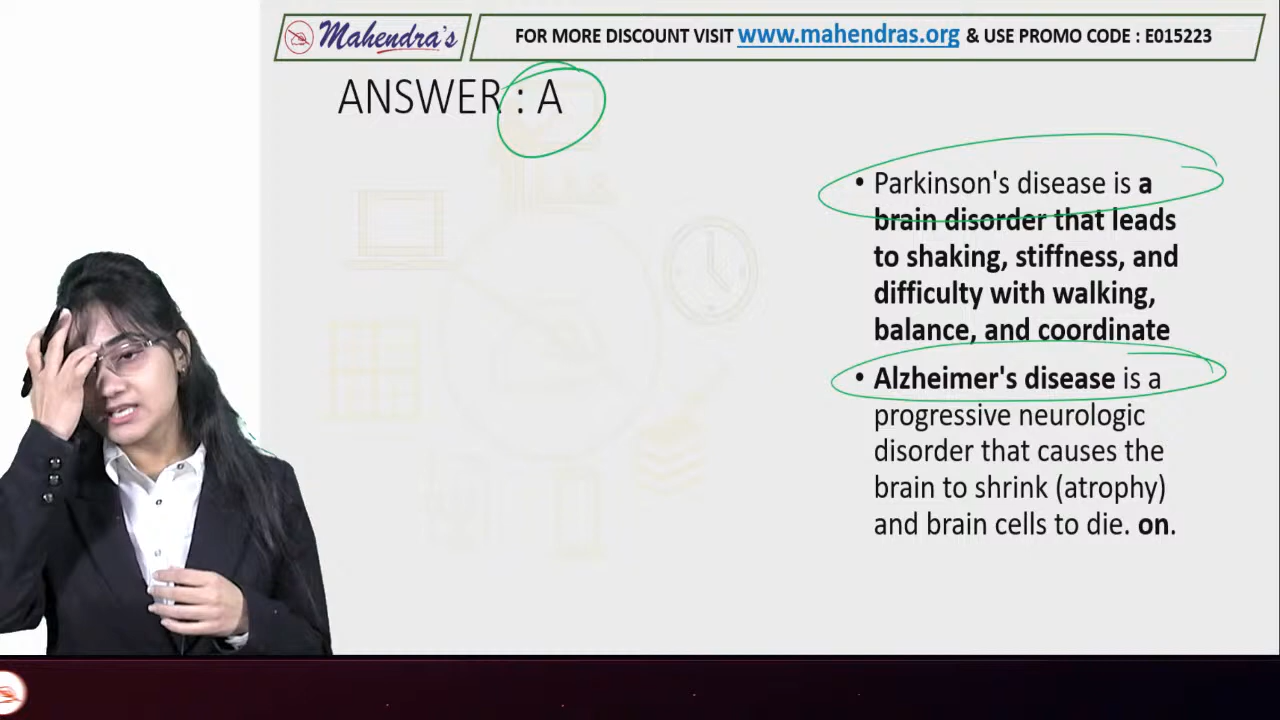 Mahendra's
FOR MORE DISCOUNT VISIT www.mahendras.org & USE PROMO CODE : E015223
ANSWER : A
• Parkinson's disease is a
brain disorder that leads
to shaking, stiffness, and
difficulty with walking,
balance, and coordinate
• Alzheimer's disease is a
progressive neurologic
disorder that causes the
brain to shrink (atrophy)
and brain cells to die. on.